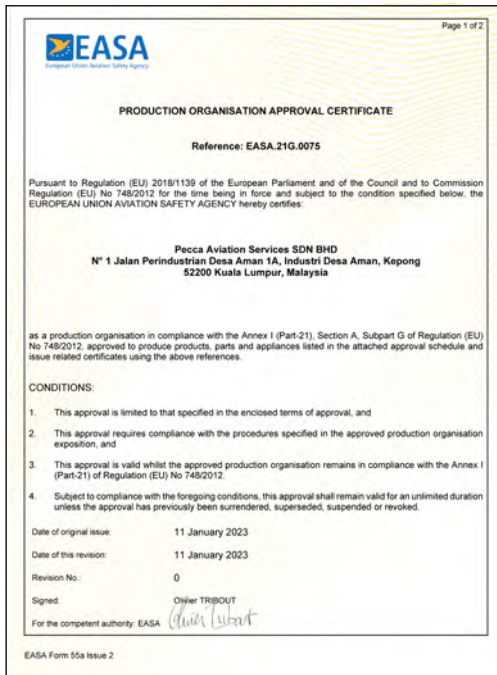 Page 1 of 2
EASA
European Union Aviation Safety Agency
PRODUCTION ORGANISATION APPROVAL CERTIFICATE
Reference: EASA.21G.0075
Pursuant to Regulation (EU) 2018/1139 of the European Parliament and of the Council and to Commission
Regulation (EU) No 748/2012 for the time being in force and subject to the condition specified below, the
EUROPEAN UNION AVIATION SAFETY AGENCY hereby certifies:
Pecca Aviation Services SDN BHD
N° 1 Jalan Perindustrian Desa Aman 1A, Industri Desa Aman, Kepong
52200 Kuala Lumpur, Malaysia
as a production organisation in compliance with the Annex I (Part-21), Section A, Subpart G of Regulation (EU)
No 748/2012, approved to produce products, parts and appliances listed in the attached approval schedule and
issue related certificates using the above references.
CONDITIONS:
1. This approval is limited to that specified in the enclosed terms of approval, and
2. This approval requires compliance with the procedures specified in the approved production organisation
exposition, and
3. This approval is valid whilst the approved production organisation remains in compliance with the Annex I
(Part-21) of Regulation (EU) No 748/2012.
4. Subject to compliance with the foregoing conditions, this approval shall remain valid for an unlimited duration
unless the approval has previously been surrendered, superseded, suspended or revoked.
Date of original issue: 11 January 2023
Date of this revision: 11 January 2023
Revision No.: 0
Signed: Olivier TRIBOUT
For the competent authority: EASA
EASA Form 55a Issue 2